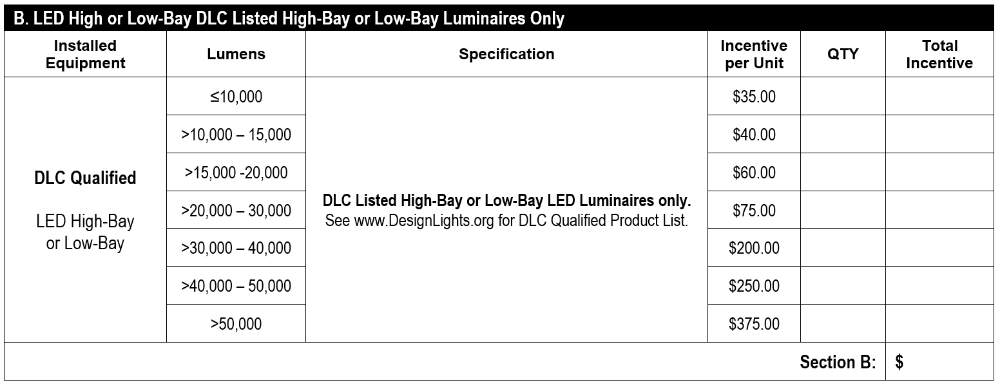 B. LED High or Low-Bay DLC Listed High-Bay or Low-Bay Luminaires Only
Installed
Equipment
Lumens
Specification
Incentive
per Unit
QTY
Total
Incentive
DLC Qualified
LED High-Bay
or Low-Bay
≤10,000
>10,000 – 15,000
>15,000 -20,000
>20,000 – 30,000
>30,000 – 40,000
>40,000 – 50,000
>50,000
DLC Listed High-Bay or Low-Bay LED Luminaires only.
See www.DesignLights.org for DLC Qualified Product List.
$35.00
$40.00
$60.00
$75.00
$200.00
$250.00
$375.00
Section B:
$